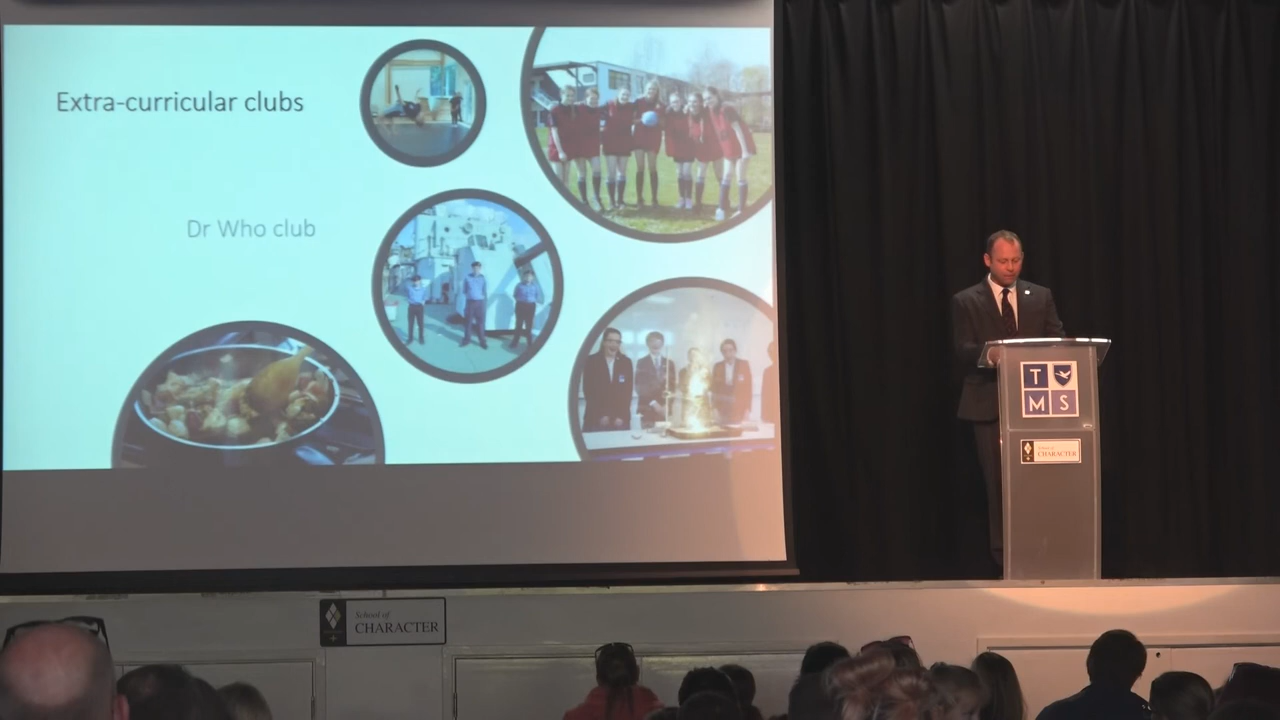 Extra-curricular clubs
Dr Who club
T
M S
School of
CHARACTER
School of
CHARACTER